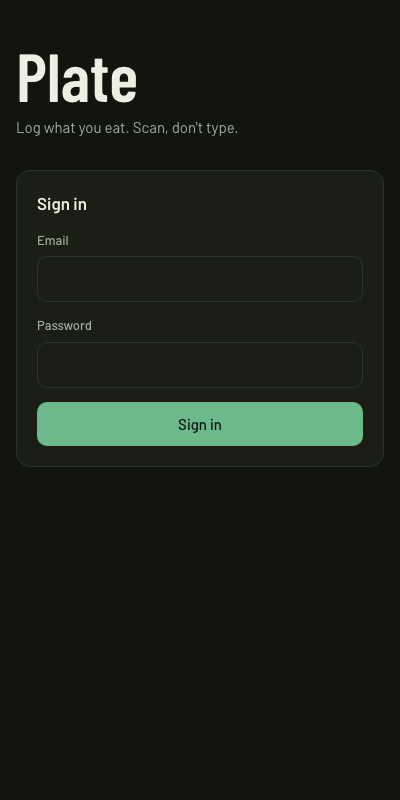 Plate
Log what you eat. Scan, don't type.
Sign in
Email
Password
Sign in